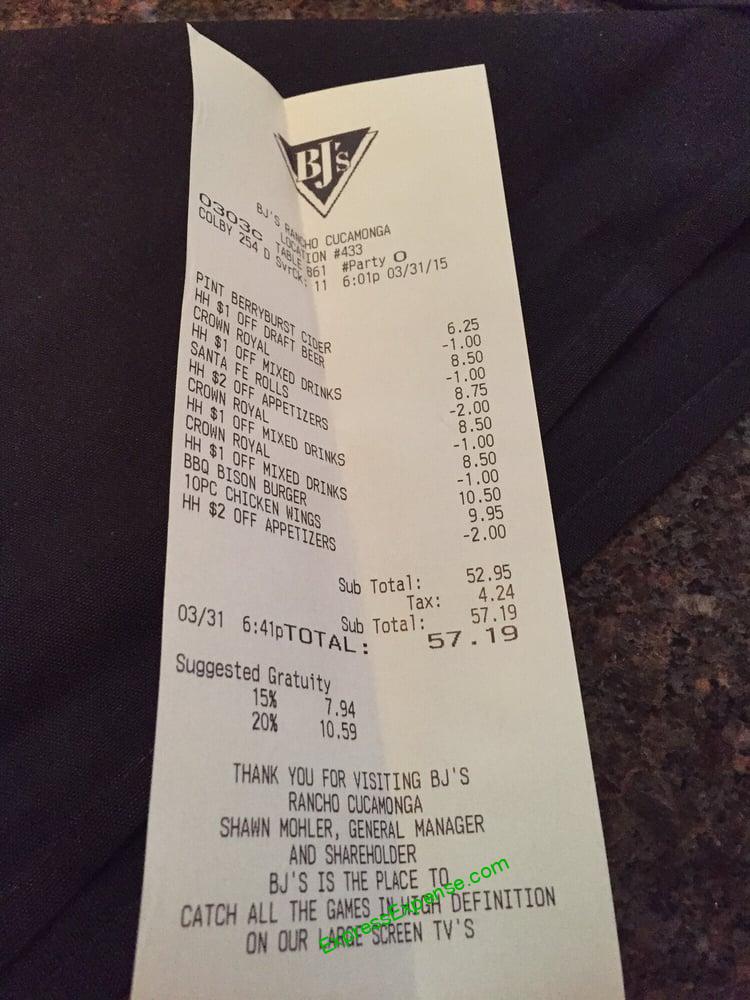 BJ's
BJ'S RANCHO CUCAMONGA
LOCATION #433
0303c TABLE 861 #Party 0
COLBY 254 D SvrCk: 11 6:01p 03/31/15
PINT BERRYBURST CIDER 6.25
HH $1 OFF DRAFT BEER -1.00
CROWN ROYAL 8.50
HH $1 OFF MIXED DRINKS -1.00
SANTA FE ROLLS 8.75
HH $2 OFF APPETIZERS -2.00
CROWN ROYAL 8.50
HH $1 OFF MIXED DRINKS -1.00
CROWN ROYAL 8.50
HH $1 OFF MIXED DRINKS -1.00
BBQ BISON BURGER 10.50
10PC CHICKEN WINGS 9.95
HH $2 OFF APPETIZERS -2.00
Sub Total: 52.95
Tax: 4.24
Sub Total: 57.19
03/31 6:41pTOTAL: 57.19
Suggested Gratuity
15% 7.94
20% 10.59
THANK YOU FOR VISITING BJ'S
RANCHO CUCAMONGA
SHAWN MOHLER, GENERAL MANAGER
AND SHAREHOLDER
BJ'S IS THE PLACE TO
CATCH ALL THE GAMES IN HIGH DEFINITION
ON OUR LARGE SCREEN TV'S
ExpressExpense.com